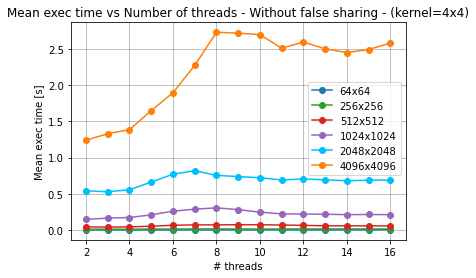 Mean exec time vs Number of threads - Without false sharing - (kernel=4x4)
Mean exec time [s]
2.5
2.0
1.5
1.0
0.5
0.0
64x64
256x256
512x512
1024x1024
2048x2048
4096x4096
2 4 6 8 10 12 14 16
# threads